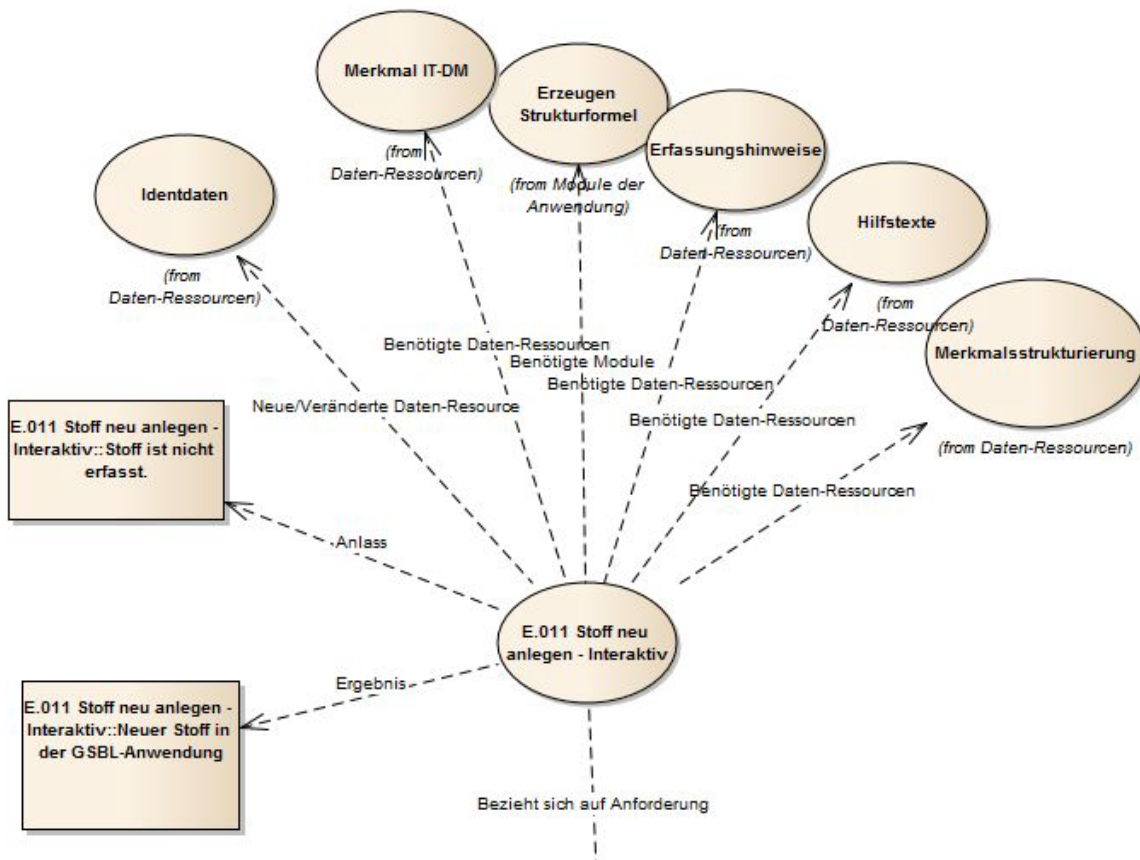 Merkmal IT-DM
(from
Daten-Ressourcen)
Erzeugen
Strukturformel
(from Module der
Anwendung)
Erfassungshinweise
(from
Daten-Ressourcen)
Identdaten
(from
Daten-Ressourcen)
Hilfstexte
(from
Daten-Ressourcen)
Merkmalsstrukturierung
(from Daten-Ressourcen)
Benötigte Daten-Ressourcen
Benötigte Module
Benötigte Daten-Ressourcen
Neue/Veränderte Daten-Resource
Benötigte Daten-Ressourcen
Benötigte Daten-Ressourcen
E.011 Stoff neu anlegen -
Interaktiv::Stoff ist nicht
erfasst.
Anlass
E.011 Stoff neu
anlegen - Interaktiv
Ergebnis
E.011 Stoff neu anlegen -
Interaktiv::Neuer Stoff in
der GSBL-Anwendung
Bezieht sich auf Anforderung